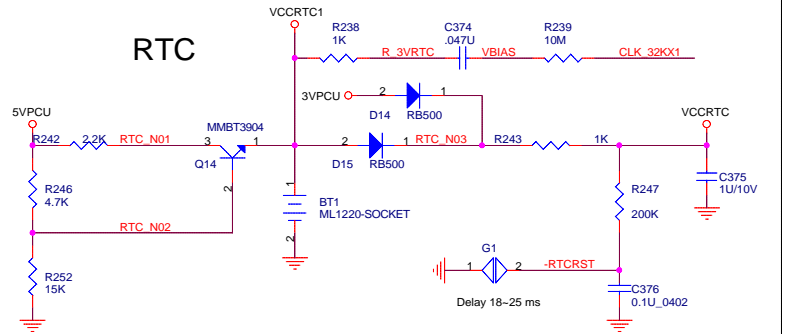 RTC
VCCRTC1
R238
1K
R_3VRTC
C374
.047U
VBIAS
R239
10M
CLK_32KX1
3VPCU
2
1
D14
RB500
5VPCU
R242
2.2K
RTC_N01
MMBT3904
3
1
Q14
2
2
1
D15
RB500
RTC_N03
R243
1K
VCCRTC
C375
1U/10V
R246
4.7K
RTC_N02
1
BT1
ML1220-SOCKET
2
R247
200K
R252
15K
G1
1
2
-RTCRST
Delay 18~25 ms
C376
0.1U_0402